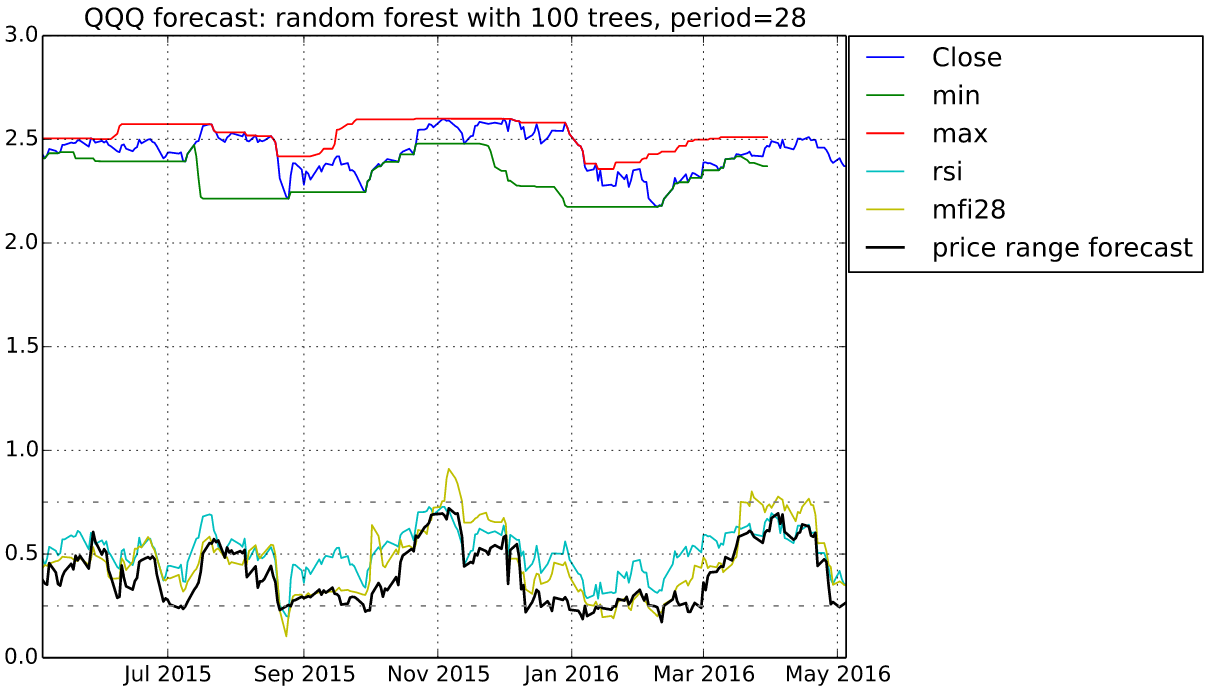 QQQ forecast: random forest with 100 trees, period=28
3.0
2.5
2.0
1.5
1.0
0.5
0.0
Jul 2015
Sep 2015
Nov 2015
Jan 2016
Mar 2016
May 2016
Close
min
max
rsi
mfi28
price range forecast